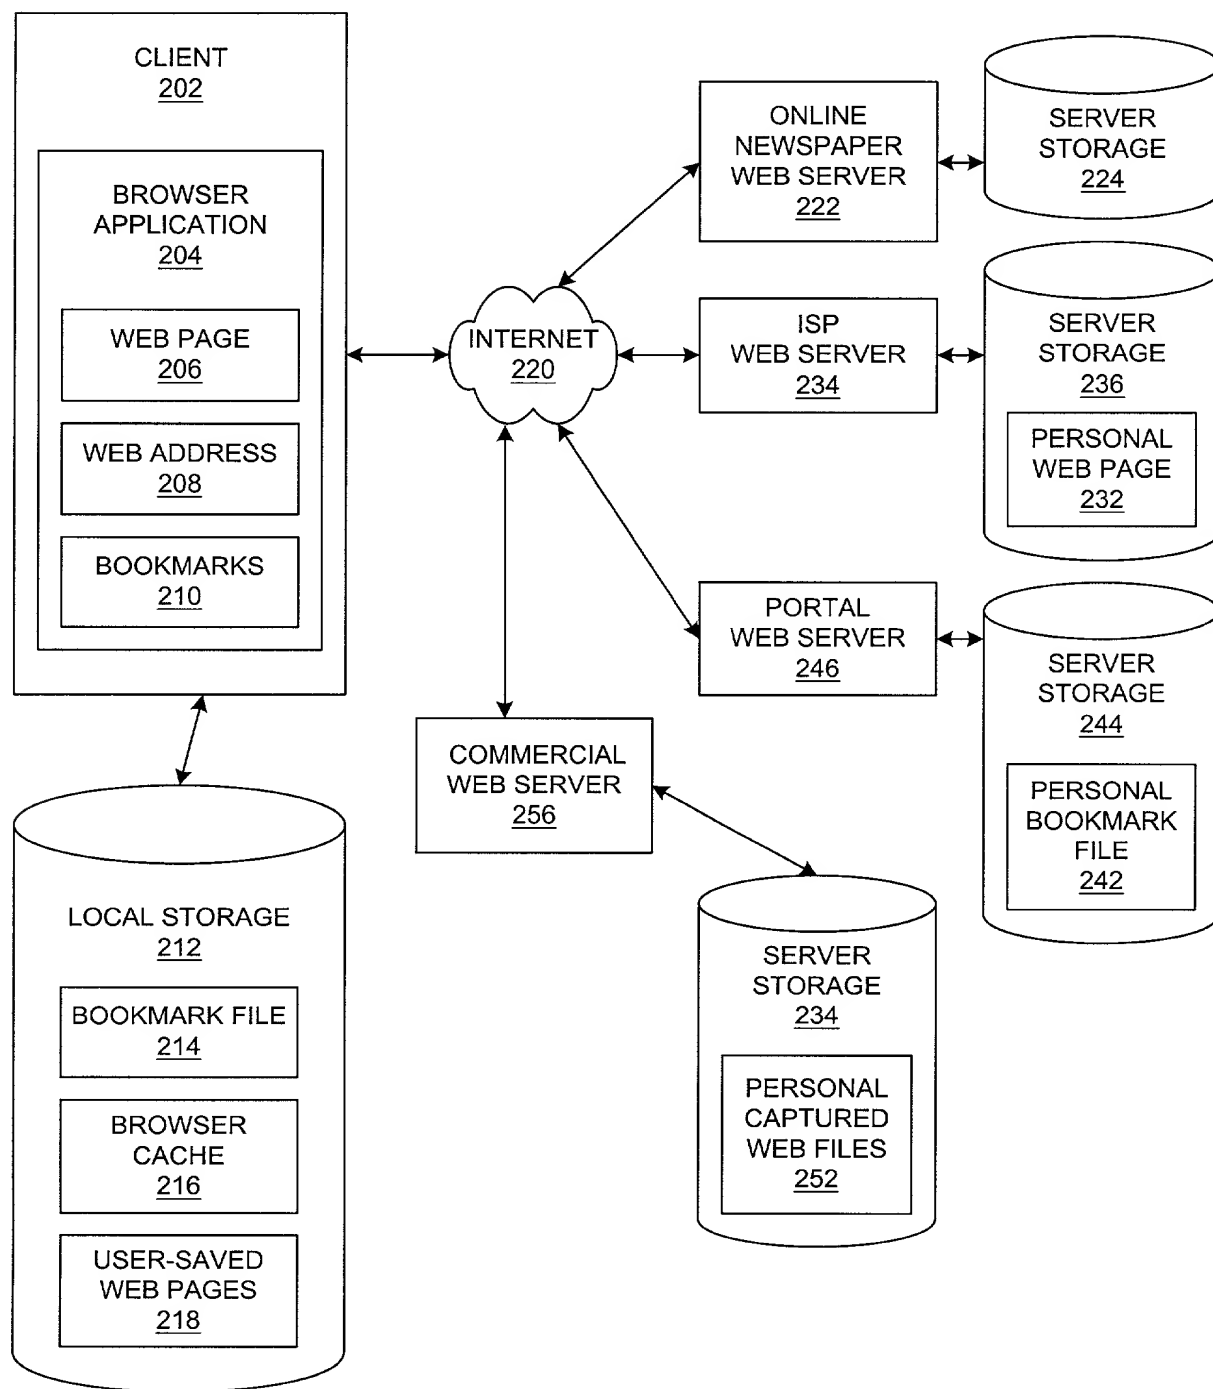 CLIENT
202
BROWSER
APPLICATION
204
WEB PAGE
206
WEB ADDRESS
208
BOOKMARKS
210
LOCAL STORAGE
212
BOOKMARK FILE
214
BROWSER
CACHE
216
USER-SAVED
WEB PAGES
218
INTERNET
220
ONLINE
NEWSPAPER
WEB SERVER
222
SERVER
STORAGE
224
ISP
WEB SERVER
234
SERVER
STORAGE
236
PERSONAL
WEB PAGE
232
PORTAL
WEB SERVER
246
SERVER
STORAGE
244
PERSONAL
BOOKMARK
FILE
242
COMMERCIAL
WEB SERVER
256
SERVER
STORAGE
234
PERSONAL
CAPTURED
WEB FILES
252